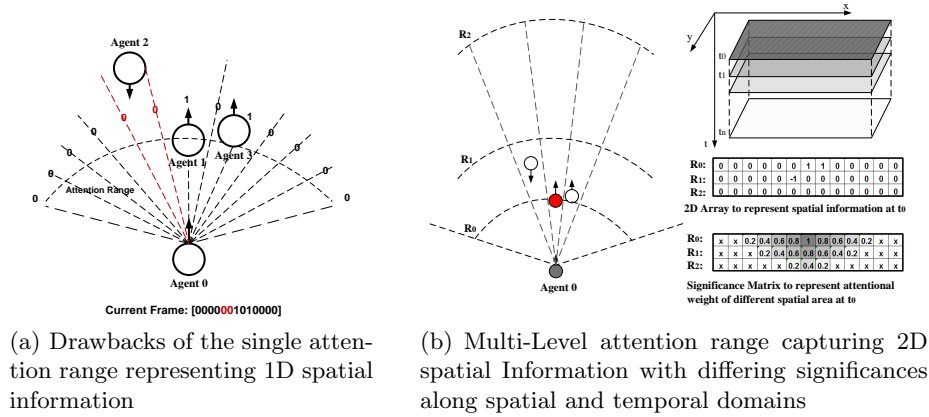 Agent 2
0
0
1
0
1
0
0
0
Agent 1
Agent 3
0
0
0
Attention Range
0
0
Agent 0
Current Frame: [0000001010000]
(a) Drawbacks of the single atten-
tion range representing 1D spatial
information
R2
R1
R0
Agent 0
x
y
t0
t1
tn
t
R0: 0 0 0 0 0 0 1 1 0 0 0 0 0
R1: 0 0 0 0 0 -1 0 0 0 0 0 0 0
R2: 0 0 0 0 0 0 0 0 0 0 0 0 0
2D Array to represent spatial information at t0
R0: x x 0.2 0.4 0.6 0.8 1 0.8 0.6 0.4 0.2 x x
R1: x x x 0.2 0.4 0.6 0.8 0.6 0.4 0.2 x x x
R2: x x x x x 0.2 0.4 0.2 x x x x x
Significance Matrix to represent attentional
weight of different spatial area at t0
(b) Multi-Level attention range capturing 2D
spatial Information with differing significances
along spatial and temporal domains